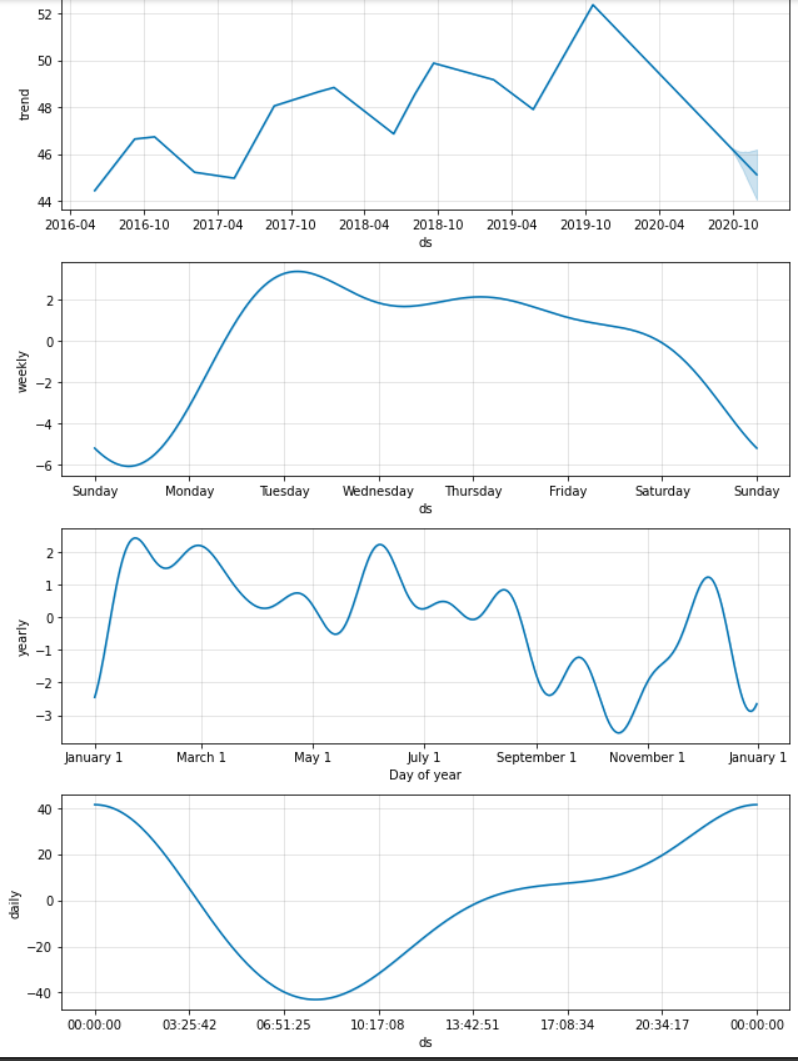 52
50
48
46
44
trend
2016-04 2016-10 2017-04 2017-10 2018-04 2018-10 2019-04 2019-10 2020-04 2020-10
ds
2
0
−2
−4
−6
weekly
Sunday Monday Tuesday Wednesday Thursday Friday Saturday Sunday
ds
2
1
0
−1
−2
−3
yearly
January 1 March 1 May 1 July 1 September 1 November 1 January 1
Day of year
40
20
0
−20
−40
daily
00:00:00 03:25:42 06:51:25 10:17:08 13:42:51 17:08:34 20:34:17 00:00:00
ds